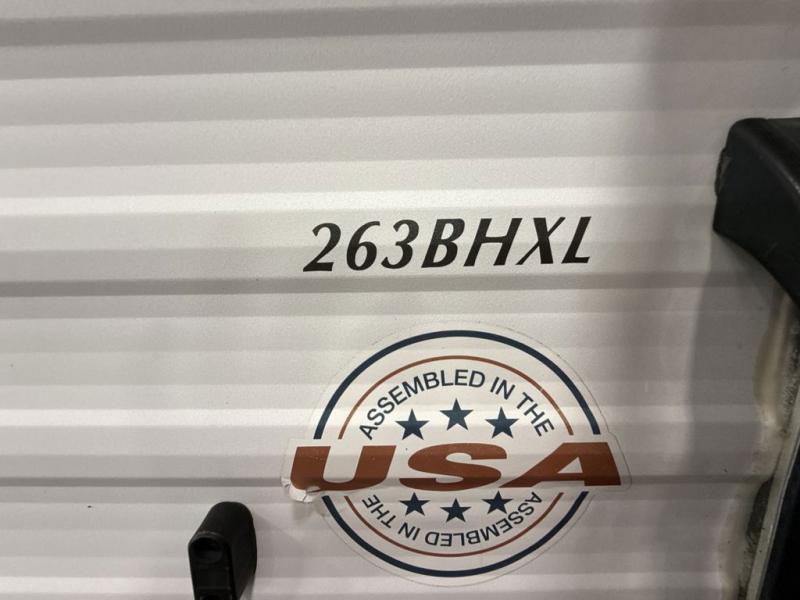 263BHXL
ASSEMBLED IN THE
USA
ASSEMBLED IN THE